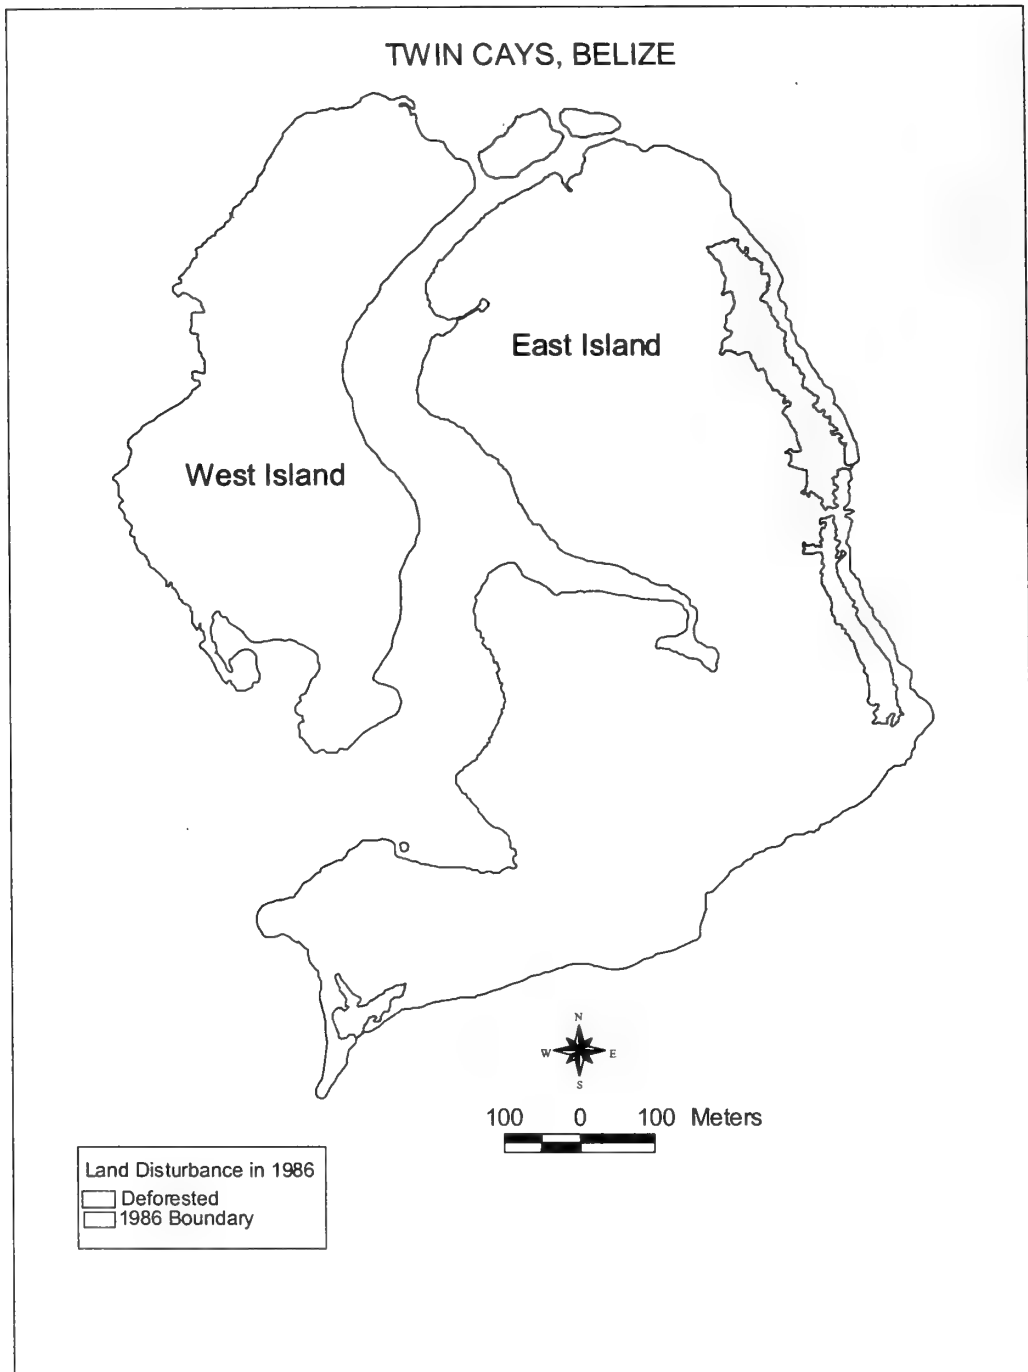 TWIN CAYS, BELIZE
East Island
West Island
N
W E
S
100 0 100 Meters
Land Disturbance in 1986
Deforested
1986 Boundary